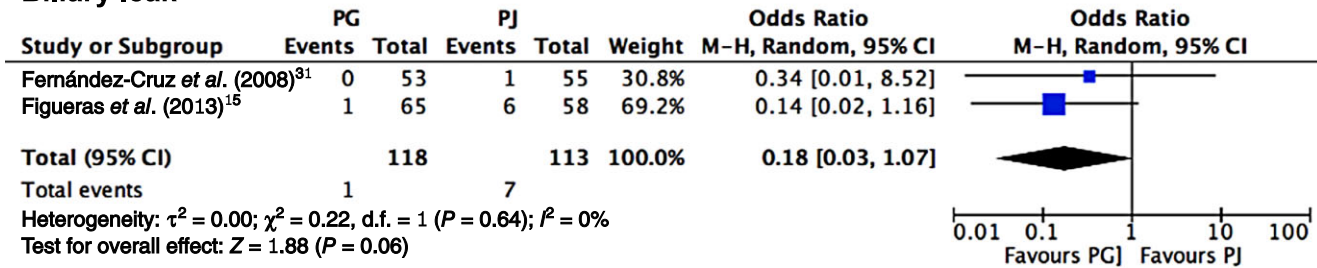 Biliary leak
PG PJ Odds Ratio Odds Ratio
Study or Subgroup Events Total Events Total Weight M-H, Random, 95% CI M-H, Random, 95% CI
Fernández-Cruz et al. (2008)31 0 53 1 55 30.8% 0.34 [0.01, 8.52]
Figueras et al. (2013)15 1 65 6 58 69.2% 0.14 [0.02, 1.16]
Total (95% CI) 118 113 100.0% 0.18 [0.03, 1.07]
Total events 1 7
Heterogeneity: τ2 = 0.00; χ2 = 0.22, d.f. = 1 (P = 0.64); I2 = 0%
Test for overall effect: Z = 1.88 (P = 0.06)
0.01 0.1 1 10 100
Favours PG] Favours PJ